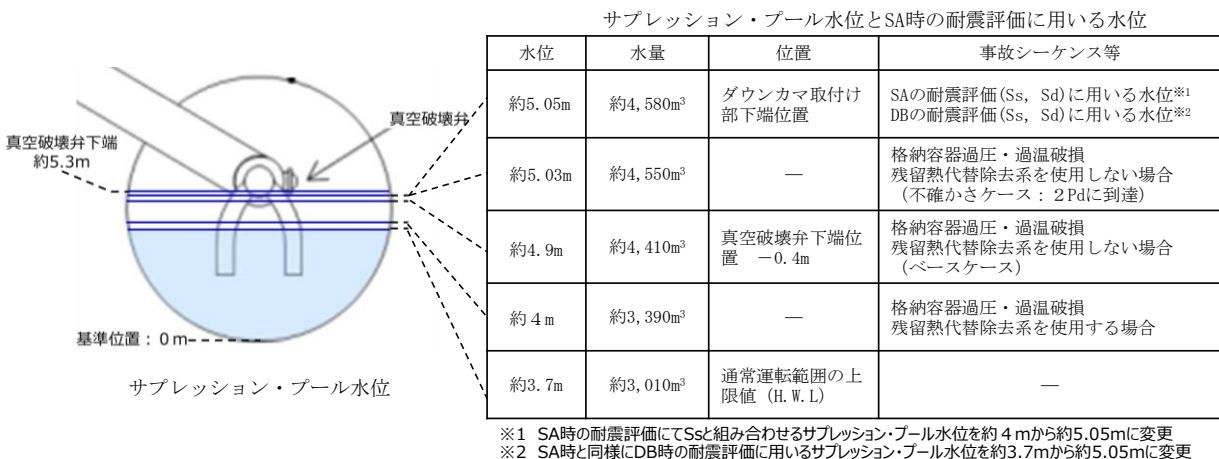 サプレッション・プール水位とSA時の耐震評価に用いる水位
真空破壊弁
真空破壊弁下端
約5.3m
基準位置：０ｍ
サプレッション・プール水位
水位 水量 位置 事故シーケンス等
約5.05m 約4,580m³ ダウンカマ取付け
部下端位置
SAの耐震評価(Ss, Sd)に用いる水位※1
DBの耐震評価(Ss, Sd)に用いる水位※2
約5.03m 約4,550m³ ―
格納容器過圧・過温破損
残留熱代替除去系を使用しない場合
（不確かさケース：２Pdに到達）
約4.9m 約4,410m³ 真空破壊弁下端位
置 －0.4m
格納容器過圧・過温破損
残留熱代替除去系を使用しない場合
（ベースケース）
約４m 約3,390m³ ―
格納容器過圧・過温破損
残留熱代替除去系を使用する場合
約3.7m 約3,010m³ 通常運転範囲の上
限値（H.W.L）
―
※1 SA時の耐震評価にてSsと組み合わせるサプレッション・プール水位を約４mから約5.05mに変更
※2 SA時と同様にDB時の耐震評価に用いるサプレッション・プール水位を約3.7mから約5.05mに変更